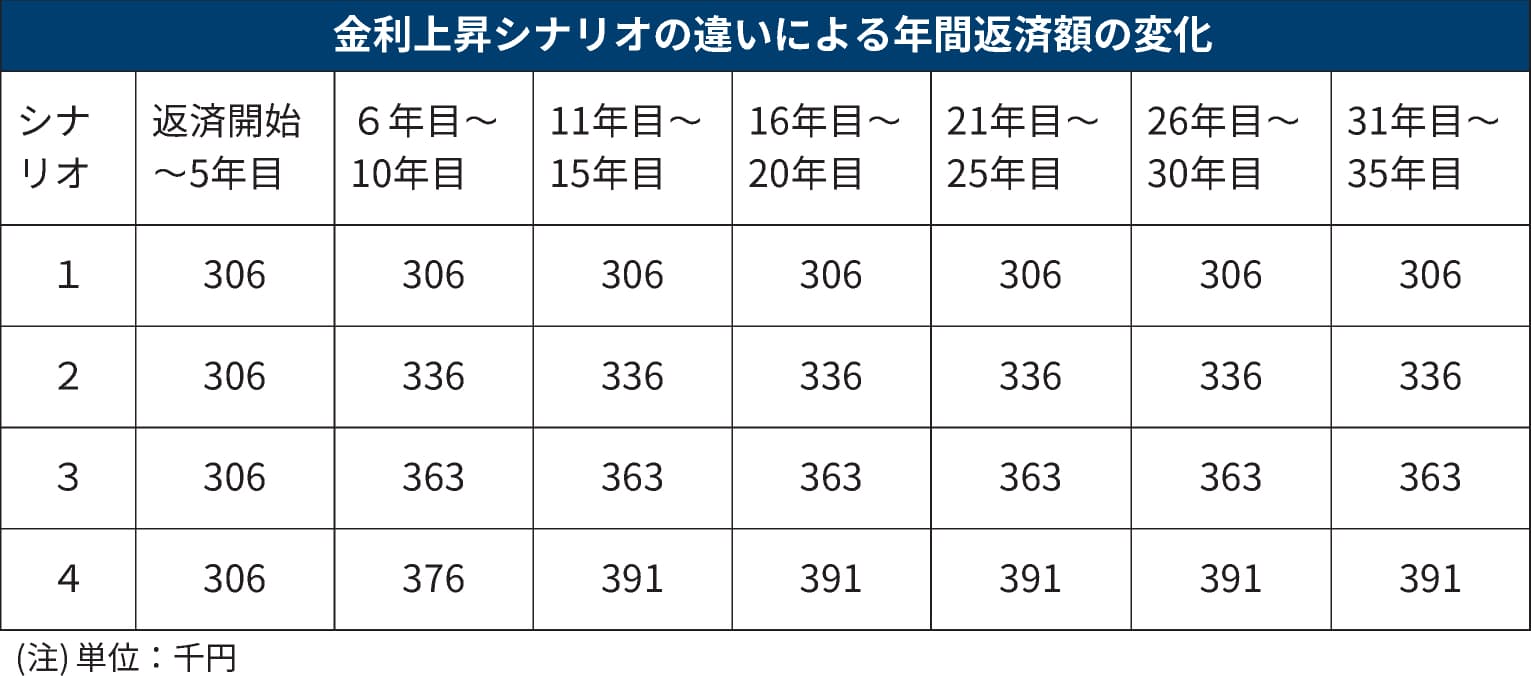 金利上昇シナリオの違いによる年間返済額の変化
シナリオ 返済開始～5年目 ６年目～10年目 11年目～15年目 16年目～20年目 21年目～25年目 26年目～30年目 31年目～35年目
１ 306 306 306 306 306 306 306
２ 306 336 336 336 336 336 336
３ 306 363 363 363 363 363 363
４ 306 376 391 391 391 391 391
(注) 単位：千円